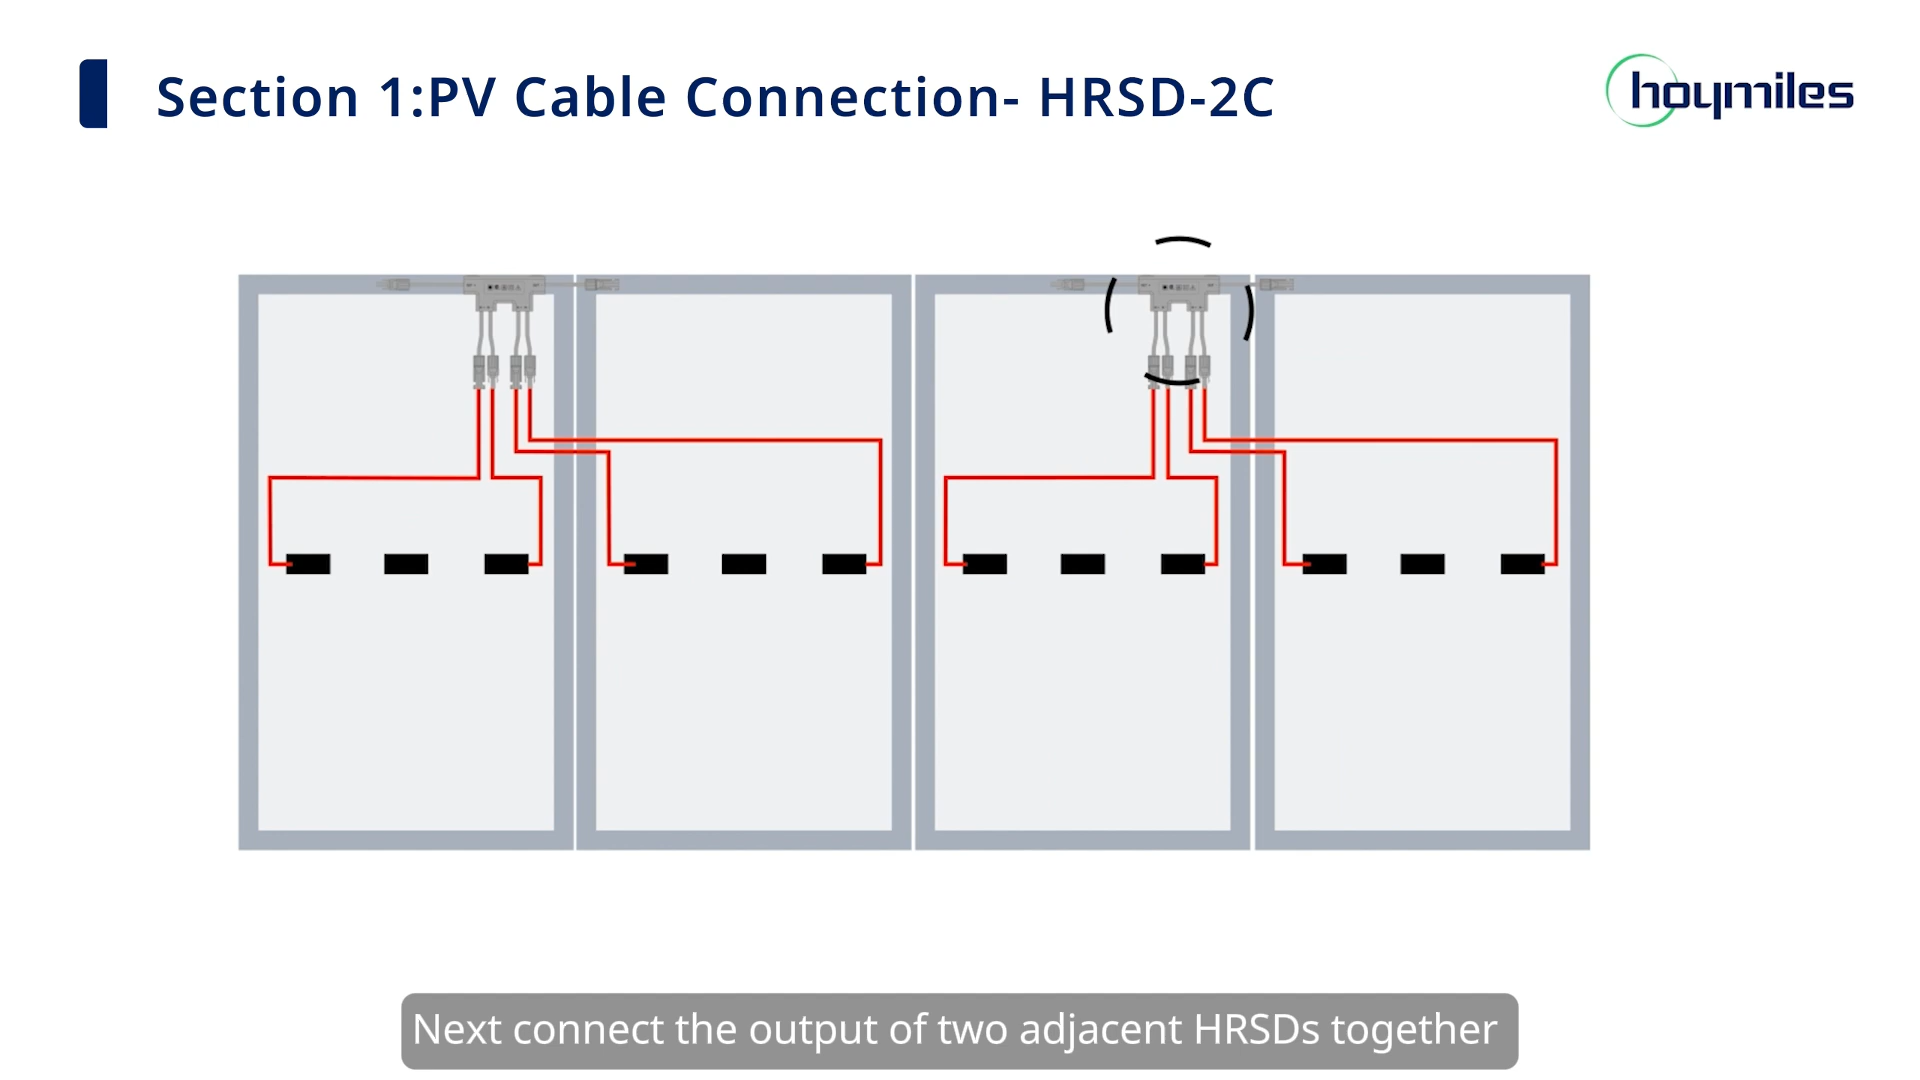 Section 1:PV Cable Connection- HRSD-2C
hoymiles
Next connect the output of two adjacent HRSDs together